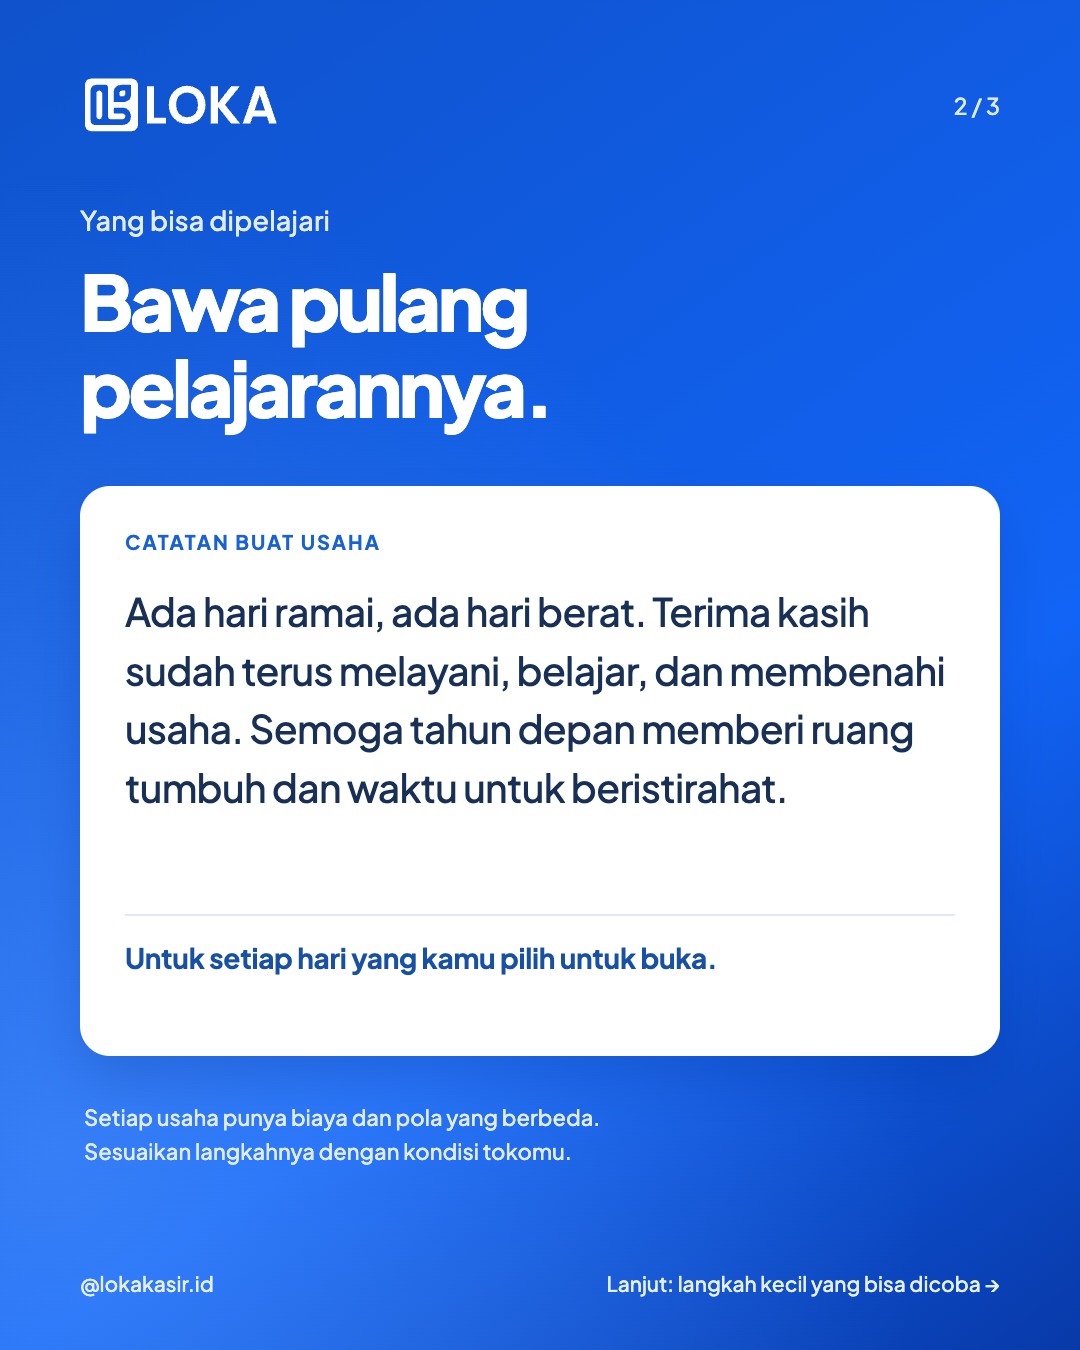 LOKA
2/3
Yang bisa dipelajari
Bawa pulang
pelajarannya.
CATATAN BUAT USAHA
Ada hari ramai, ada hari berat. Terima kasih
sudah terus melayani, belajar, dan membenahi
usaha. Semoga tahun depan memberi ruang
tumbuh dan waktu untuk beristirahat.
Untuk setiap hari yang kamu pilih untuk buka.
Setiap usaha punya biaya dan pola yang berbeda.
Sesuaikan langkahnya dengan kondisi tokomu.
@lokakasir.id
Lanjut: langkah kecil yang bisa dicoba →